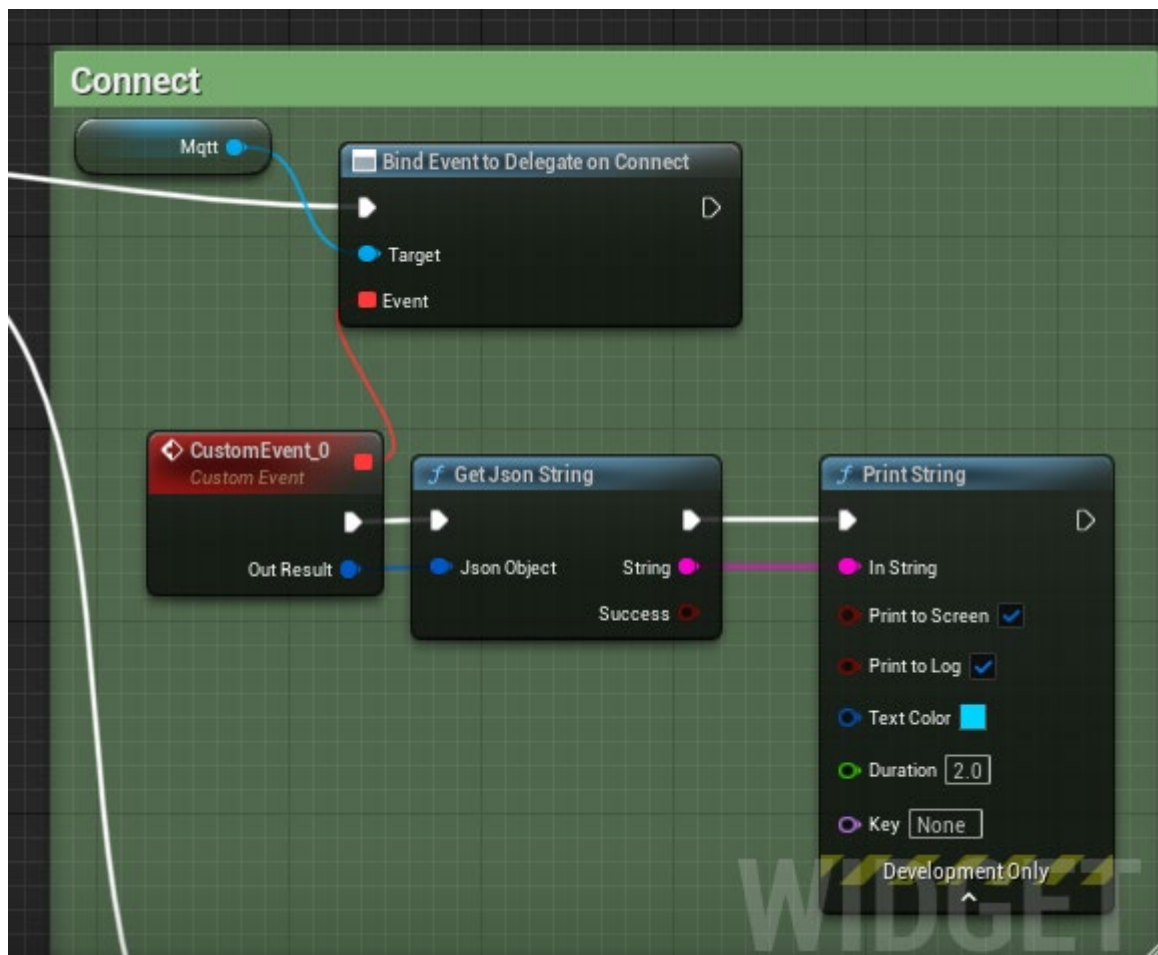 Connect
Mqtt
Bind Event to Delegate on Connect
Target
Event
CustomEvent_0
Custom Event
Out Result
f Get Json String
Json Object String
Success
f Print String
In String
Print to Screen
Print to Log
Text Color
Duration 2.0
Key None
Development Only
WIDGET